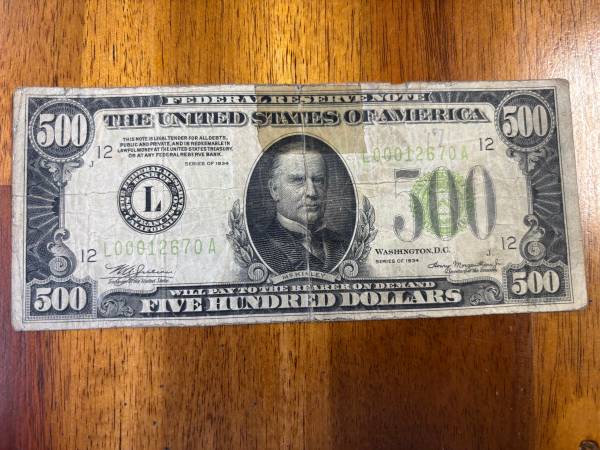 FEDERAL RESERVE NOTE
500 THE UNITED STATES OF AMERICA 500
THIS NOTE IS LEGAL TENDER FOR ALL DEBTS,
PUBLIC AND PRIVATE, AND IS REDEEMABLE IN
LAWFUL MONEY AT THE UNITED STATES TREASURY,
OR AT ANY FEDERAL RESERVE BANK.
12
J
SERIES OF 1934
L00012670A
12
L
500
WASHINGTON, D.C.
SERIES OF 1934
12
J
12
L00012670A
McKINLEY
WILL PAY TO THE BEARER ON DEMAND
500 FIVE HUNDRED DOLLARS 500